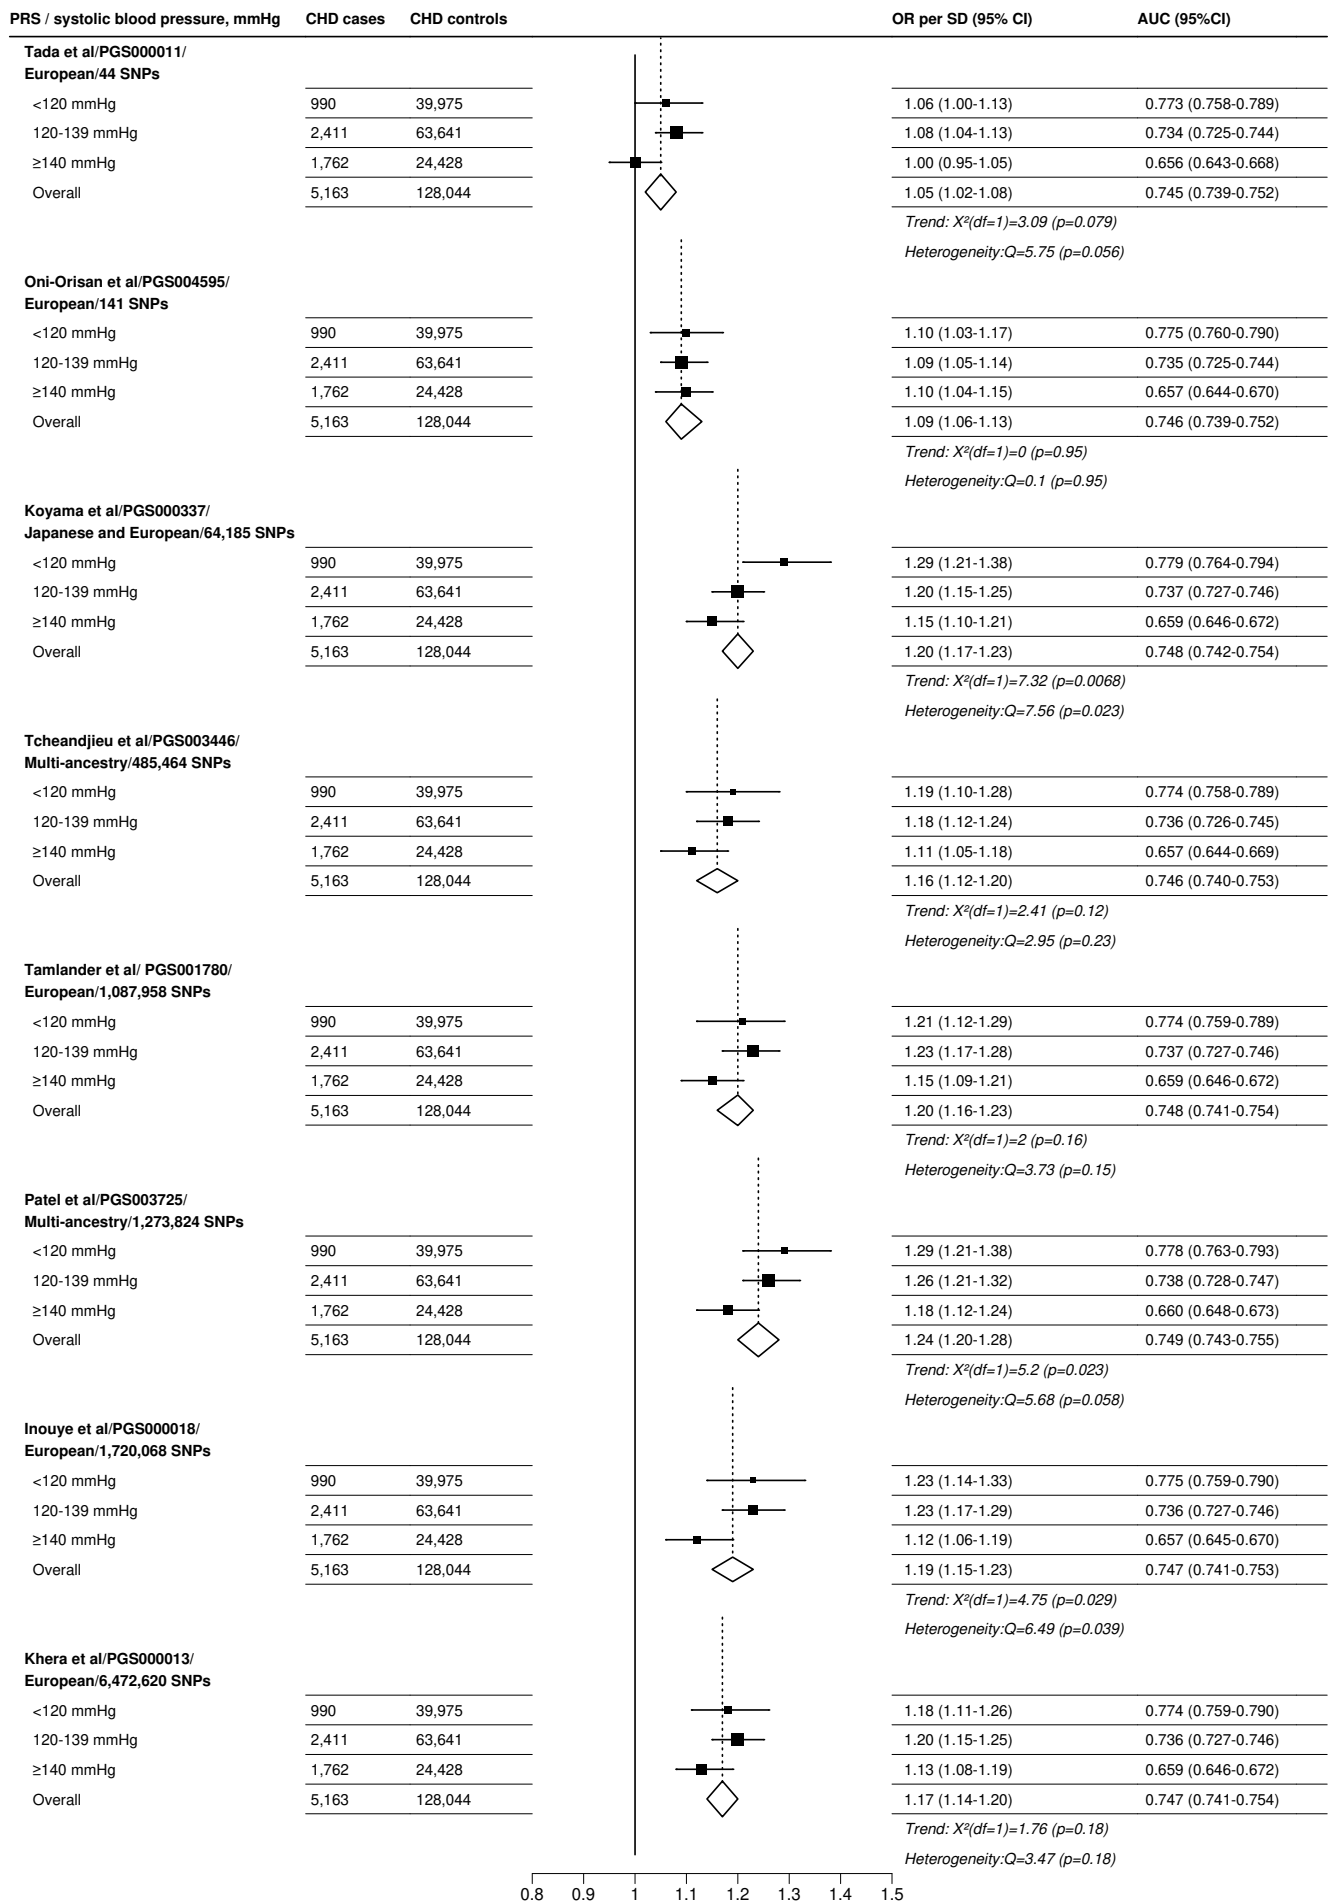 PRS / systolic blood pressure, mmHg CHD cases CHD controls OR per SD (95% CI) AUC (95%CI)
Tada et al/PGS000011/
European/44 SNPs
<120 mmHg 990 39,975 1.06 (1.00-1.13) 0.773 (0.758-0.789)
120-139 mmHg 2,411 63,641 1.08 (1.04-1.13) 0.734 (0.725-0.744)
≥140 mmHg 1,762 24,428 1.00 (0.95-1.05) 0.656 (0.643-0.668)
Overall 5,163 128,044 1.05 (1.02-1.08) 0.745 (0.739-0.752)
Trend: X²(df=1)=3.09 (p=0.079)
Heterogeneity:Q=5.75 (p=0.056)
Oni-Orisan et al/PGS004595/
European/141 SNPs
<120 mmHg 990 39,975 1.10 (1.03-1.17) 0.775 (0.760-0.790)
120-139 mmHg 2,411 63,641 1.09 (1.05-1.14) 0.735 (0.725-0.744)
≥140 mmHg 1,762 24,428 1.10 (1.04-1.15) 0.657 (0.644-0.670)
Overall 5,163 128,044 1.09 (1.06-1.13) 0.746 (0.739-0.752)
Trend: X²(df=1)=0 (p=0.95)
Heterogeneity:Q=0.1 (p=0.95)
Koyama et al/PGS000337/
Japanese and European/64,185 SNPs
<120 mmHg 990 39,975 1.29 (1.21-1.38) 0.779 (0.764-0.794)
120-139 mmHg 2,411 63,641 1.20 (1.15-1.25) 0.737 (0.727-0.746)
≥140 mmHg 1,762 24,428 1.15 (1.10-1.21) 0.659 (0.646-0.672)
Overall 5,163 128,044 1.20 (1.17-1.23) 0.748 (0.742-0.754)
Trend: X²(df=1)=7.32 (p=0.0068)
Heterogeneity:Q=7.56 (p=0.023)
Tcheandjieu et al/PGS003446/
Multi-ancestry/485,464 SNPs
<120 mmHg 990 39,975 1.19 (1.10-1.28) 0.774 (0.758-0.789)
120-139 mmHg 2,411 63,641 1.18 (1.12-1.24) 0.736 (0.726-0.745)
≥140 mmHg 1,762 24,428 1.11 (1.05-1.18) 0.657 (0.644-0.669)
Overall 5,163 128,044 1.16 (1.12-1.20) 0.746 (0.740-0.753)
Trend: X²(df=1)=2.41 (p=0.12)
Heterogeneity:Q=2.95 (p=0.23)
Tamlander et al/ PGS001780/
European/1,087,958 SNPs
<120 mmHg 990 39,975 1.21 (1.12-1.29) 0.774 (0.759-0.789)
120-139 mmHg 2,411 63,641 1.23 (1.17-1.28) 0.737 (0.727-0.746)
≥140 mmHg 1,762 24,428 1.15 (1.09-1.21) 0.659 (0.646-0.672)
Overall 5,163 128,044 1.20 (1.16-1.23) 0.748 (0.741-0.754)
Trend: X²(df=1)=2 (p=0.16)
Heterogeneity:Q=3.73 (p=0.15)
Patel et al/PGS003725/
Multi-ancestry/1,273,824 SNPs
<120 mmHg 990 39,975 1.29 (1.21-1.38) 0.778 (0.763-0.793)
120-139 mmHg 2,411 63,641 1.26 (1.21-1.32) 0.738 (0.728-0.747)
≥140 mmHg 1,762 24,428 1.18 (1.12-1.24) 0.660 (0.648-0.673)
Overall 5,163 128,044 1.24 (1.20-1.28) 0.749 (0.743-0.755)
Trend: X²(df=1)=5.2 (p=0.023)
Heterogeneity:Q=5.68 (p=0.058)
Inouye et al/PGS000018/
European/1,720,068 SNPs
<120 mmHg 990 39,975 1.23 (1.14-1.33) 0.775 (0.759-0.790)
120-139 mmHg 2,411 63,641 1.23 (1.17-1.29) 0.736 (0.727-0.746)
≥140 mmHg 1,762 24,428 1.12 (1.06-1.19) 0.657 (0.645-0.670)
Overall 5,163 128,044 1.19 (1.15-1.23) 0.747 (0.741-0.753)
Trend: X²(df=1)=4.75 (p=0.029)
Heterogeneity:Q=6.49 (p=0.039)
Khera et al/PGS000013/
European/6,472,620 SNPs
<120 mmHg 990 39,975 1.18 (1.11-1.26) 0.774 (0.759-0.790)
120-139 mmHg 2,411 63,641 1.20 (1.15-1.25) 0.736 (0.727-0.746)
≥140 mmHg 1,762 24,428 1.13 (1.08-1.19) 0.659 (0.646-0.672)
Overall 5,163 128,044 1.17 (1.14-1.20) 0.747 (0.741-0.754)
Trend: X²(df=1)=1.76 (p=0.18)
Heterogeneity:Q=3.47 (p=0.18)
0.8 0.9 1 1.1 1.2 1.3 1.4 1.5